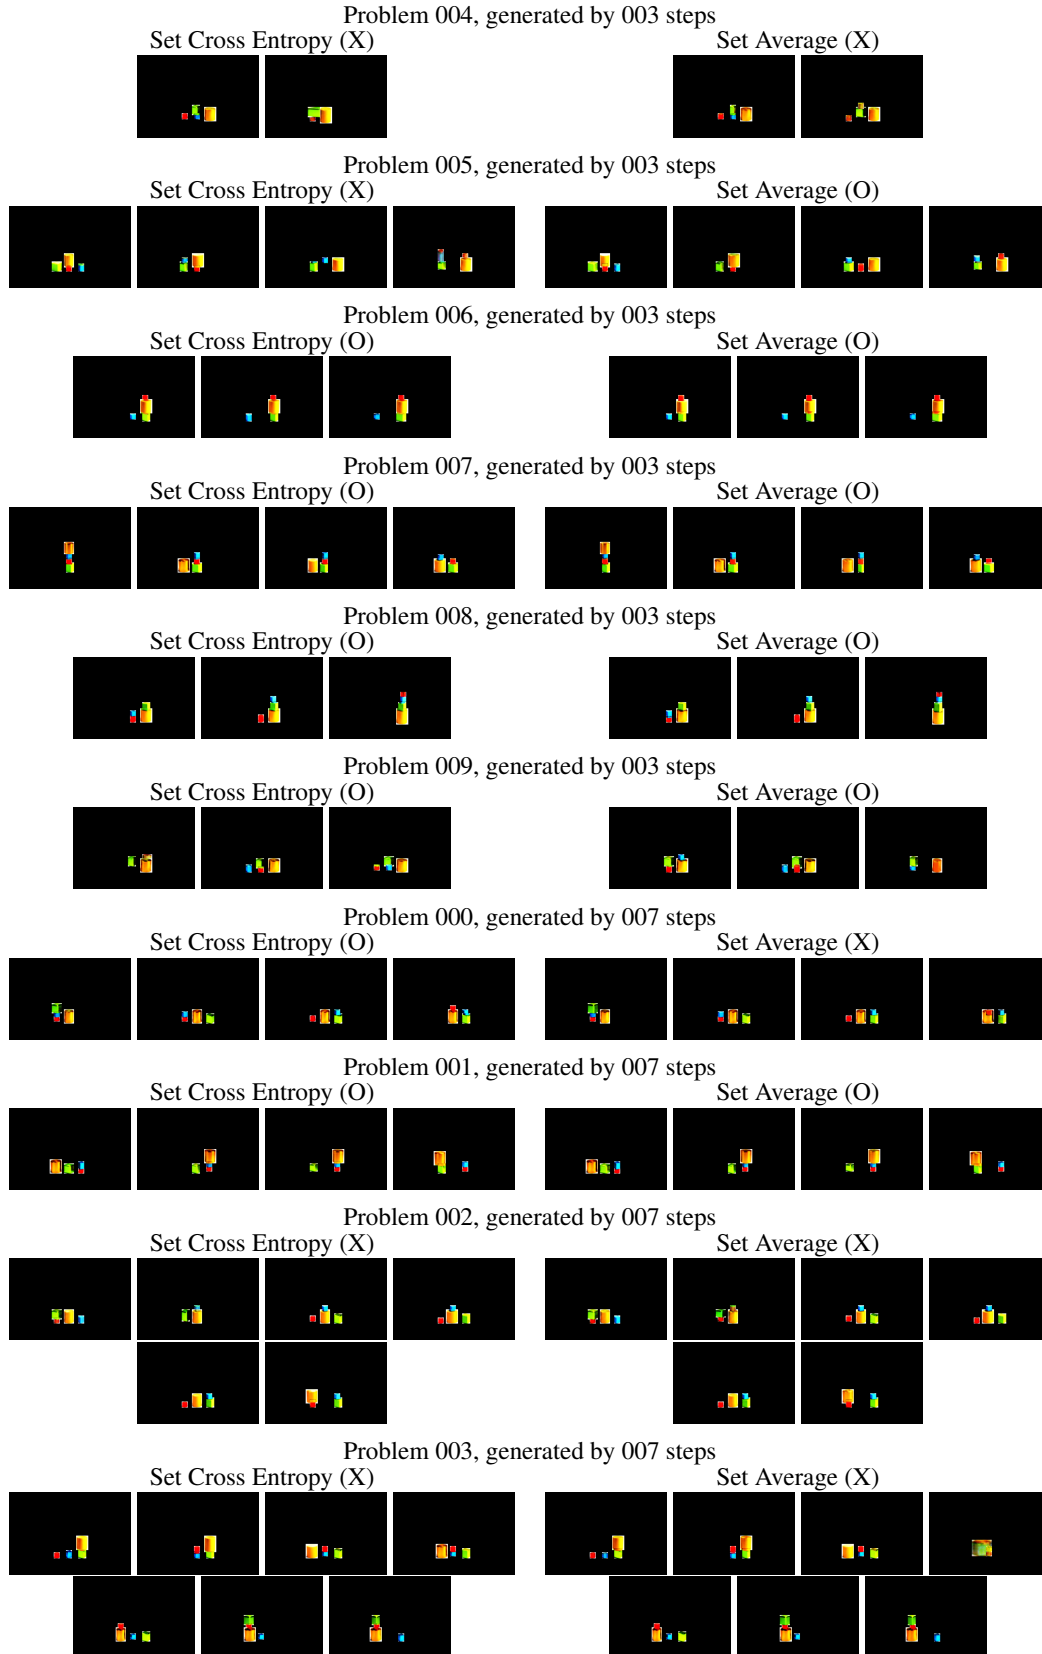 Problem 004, generated by 003 steps
Set Cross Entropy (X) Set Average (X)
Problem 005, generated by 003 steps
Set Cross Entropy (X) Set Average (O)
Problem 006, generated by 003 steps
Set Cross Entropy (O) Set Average (O)
Problem 007, generated by 003 steps
Set Cross Entropy (O) Set Average (O)
Problem 008, generated by 003 steps
Set Cross Entropy (O) Set Average (O)
Problem 009, generated by 003 steps
Set Cross Entropy (O) Set Average (O)
Problem 000, generated by 007 steps
Set Cross Entropy (O) Set Average (X)
Problem 001, generated by 007 steps
Set Cross Entropy (O) Set Average (O)
Problem 002, generated by 007 steps
Set Cross Entropy (X) Set Average (X)
Problem 003, generated by 007 steps
Set Cross Entropy (X) Set Average (X)